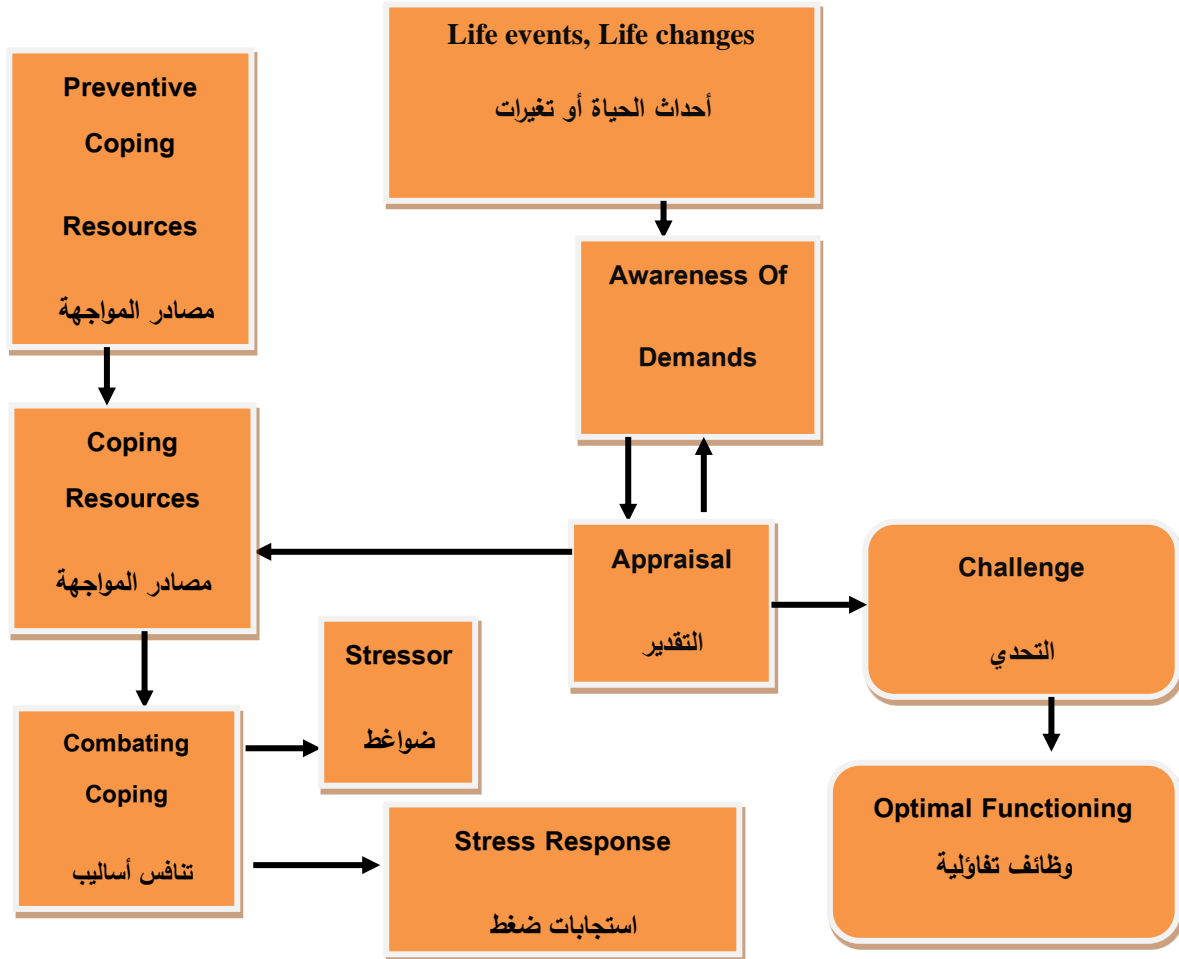 Life events, Life changes
أحداث الحياة أو تغيرات
Preventive
Coping
Resources
مصادر المواجهة
Awareness Of
Demands
Coping
Resources
مصادر المواجهة
Appraisal
التقدير
Challenge
التحدي
Stressor
ضواغط
Combating
Coping
تنافس أساليب
Stress Response
استجابات ضغط
Optimal Functioning
وظائف تفاؤلية